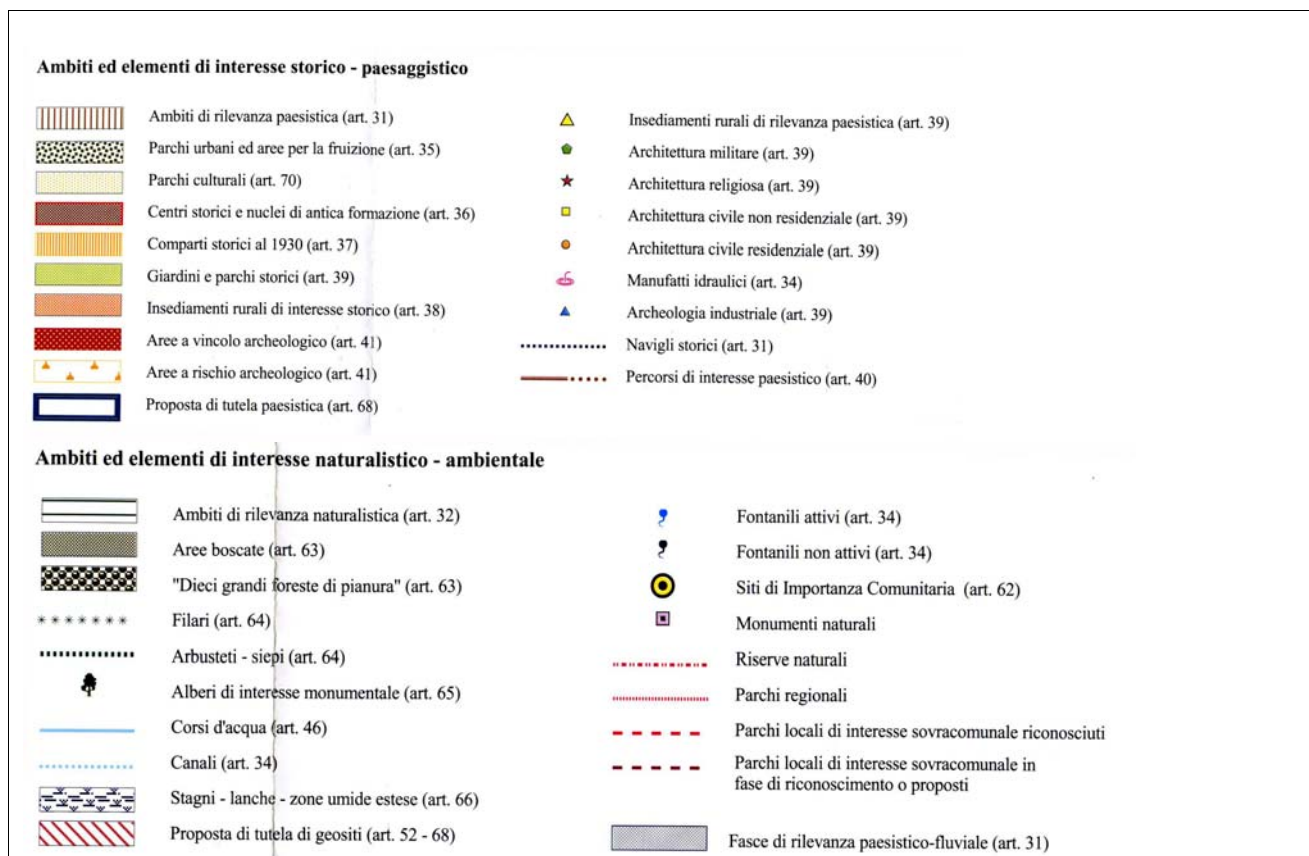 Ambiti ed elementi di interesse storico - paesaggistico
Ambiti di rilevanza paesistica (art. 31)
Parchi urbani ed aree per la fruizione (art. 35)
Parchi culturali (art. 70)
Centri storici e nuclei di antica formazione (art. 36)
Comparti storici al 1930 (art. 37)
Giardini e parchi storici (art. 39)
Insediamenti rurali di interesse storico (art. 38)
Aree a vincolo archeologico (art. 41)
Aree a rischio archeologico (art. 41)
Proposta di tutela paesistica (art. 68)
Insediamenti rurali di rilevanza paesistica (art. 39)
Architettura militare (art. 39)
Architettura religiosa (art. 39)
Architettura civile non residenziale (art. 39)
Architettura civile residenziale (art. 39)
Manufatti idraulici (art. 34)
Archeologia industriale (art. 39)
Navigli storici (art. 31)
Percorsi di interesse paesistico (art. 40)
Ambiti ed elementi di interesse naturalistico - ambientale
Ambiti di rilevanza naturalistica (art. 32)
Aree boscate (art. 63)
"Dieci grandi foreste di pianura" (art. 63)
Filari (art. 64)
Arbusteti - siepi (art. 64)
Alberi di interesse monumentale (art. 65)
Corsi d'acqua (art. 46)
Canali (art. 34)
Stagni - lanche - zone umide estese (art. 66)
Proposta di tutela di geositi (art. 52 - 68)
Fontanili attivi (art. 34)
Fontanili non attivi (art. 34)
Siti di Importanza Comunitaria (art. 62)
Monumenti naturali
Riserve naturali
Parchi regionali
Parchi locali di interesse sovracomunale riconosciuti
Parchi locali di interesse sovracomunale in
fase di riconoscimento o proposti
Fasce di rilevanza paesistico-fluviale (art. 31)